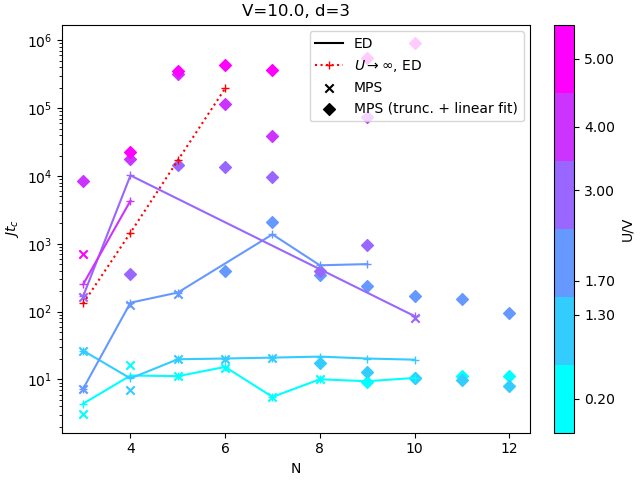 V=10.0, d=3
10⁶
10⁵
10⁴
10³
10²
10¹
Jt_c
4
6
8
10
12
N
ED
U → ∞, ED
MPS
MPS (trunc. + linear fit)
5.00
4.00
3.00
1.70
1.30
0.20
U/V